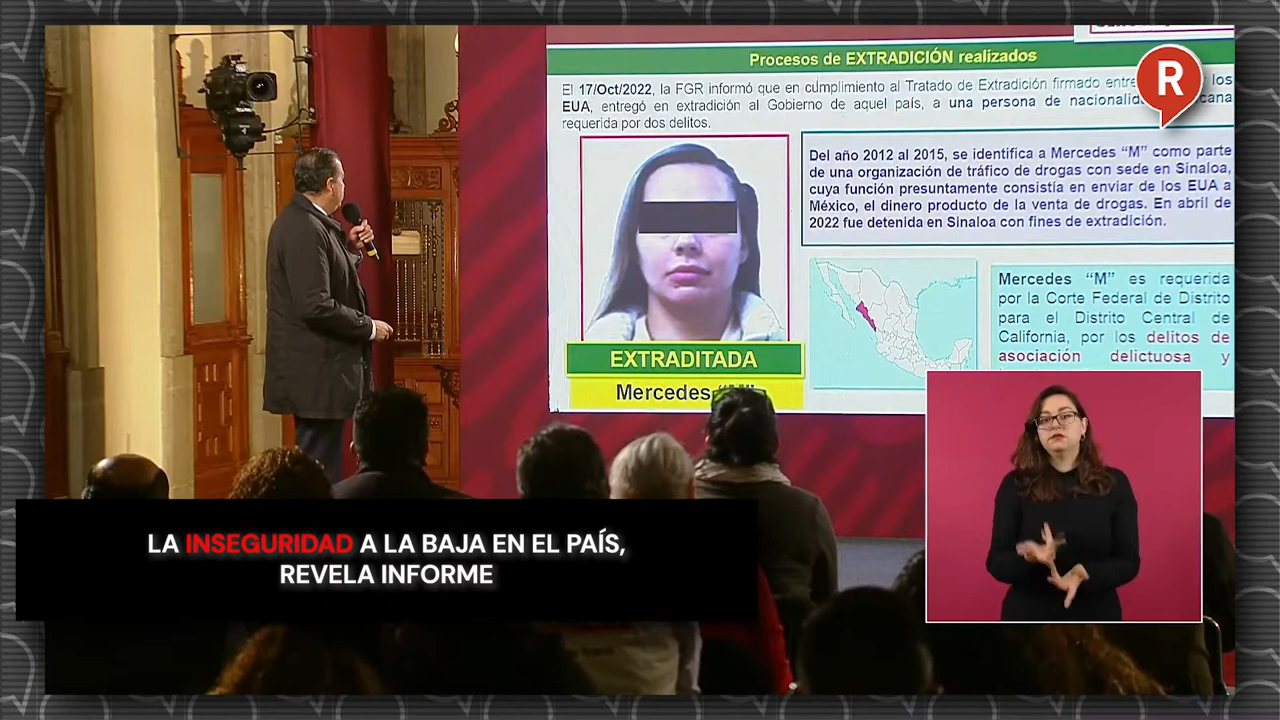 Procesos de EXTRADICIÓN realizados
El 17/Oct/2022, la FGR informó que en cumplimiento al Tratado de Extradición firmado entre los
EUA, entregó en extradición al Gobierno de aquel país, a una persona de
requerida por dos delitos.
R
Del año 2012 al 2015, se identifica a Mercedes “M” como parte
de una organización de tráfico de drogas con sede en Sinaloa,
cuya función presuntamente consistía en enviar de los EUA a
México, el dinero producto de la venta de drogas. En abril de
2022 fue detenida en Sinaloa con fines de extradición.
Mercedes “M” es requerida
por la Corte Federal de Distrito
para el Distrito Central de
California, por los delitos de
asociación delictuosa y
EXTRADITADA
Mercedes “M”
LA INSEGURIDAD A LA BAJA EN EL PAÍS,
REVELA INFORME